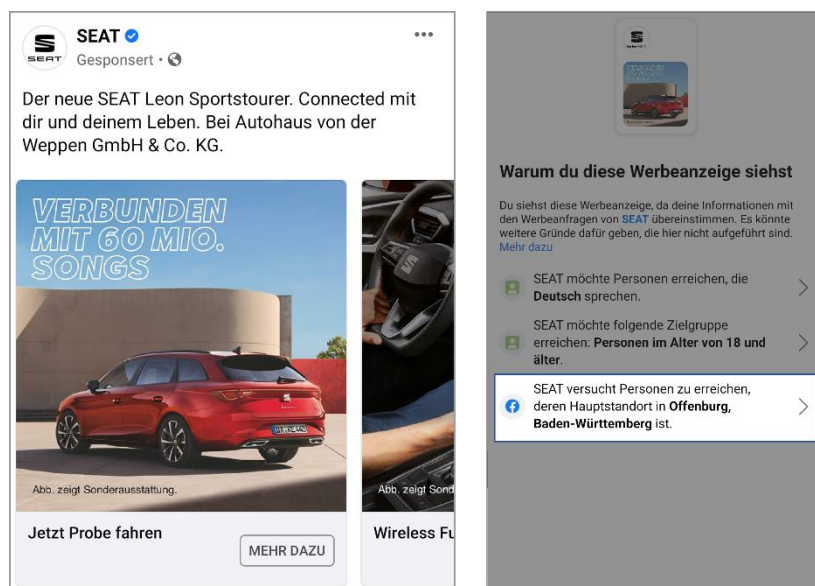 SEAT
SEAT
Gesponsert •
Der neue SEAT Leon Sportstourer. Connected mit
dir und deinem Leben. Bei Autohaus von der
Weppen GmbH & Co. KG.
VERBUNDEN
MIT 60 MIO.
SONGS
Abb. zeigt Sonderausstattung.
Jetzt Probe fahren
MEHR DAZU
Abb. zeigt Sond
Wireless Fu
Warum du diese Werbeanzeige siehst
Du siehst diese Werbeanzeige, da deine Informationen mit
den Werbeanfragen von SEAT übereinstimmen. Es könnte
weitere Gründe dafür geben, die hier nicht aufgeführt sind.
Mehr dazu
SEAT möchte Personen erreichen, die
Deutsch sprechen.
SEAT möchte folgende Zielgruppe
erreichen: Personen im Alter von 18 und
älter.
SEAT versucht Personen zu erreichen,
deren Hauptstandort in Offenburg,
Baden-Württemberg ist.